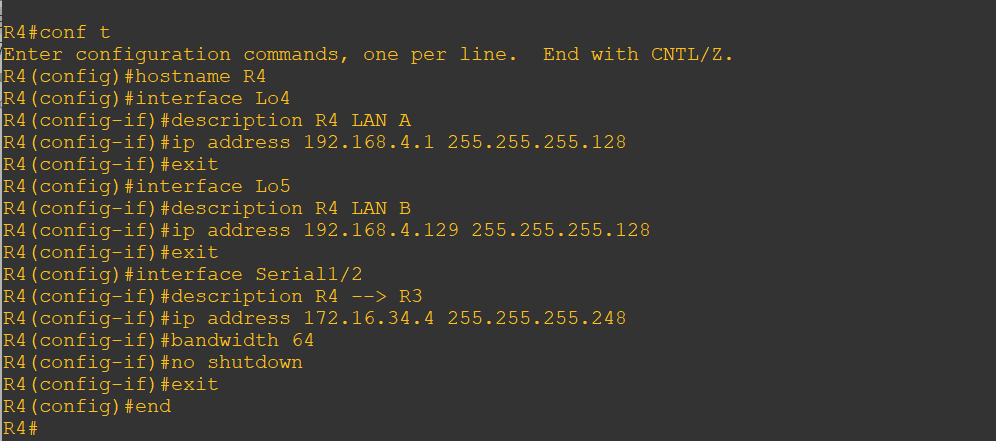 R4#conf t
Enter configuration commands, one per line.  End with CNTL/Z.
R4(config)#hostname R4
R4(config)#interface Lo4
R4(config-if)#description R4 LAN A
R4(config-if)#ip address 192.168.4.1 255.255.255.128
R4(config-if)#exit
R4(config)#interface Lo5
R4(config-if)#description R4 LAN B
R4(config-if)#ip address 192.168.4.129 255.255.255.128
R4(config-if)#exit
R4(config)#interface Serial1/2
R4(config-if)#description R4 --> R3
R4(config-if)#ip address 172.16.34.4 255.255.255.248
R4(config-if)#bandwidth 64
R4(config-if)#no shutdown
R4(config-if)#exit
R4(config)#end
R4#